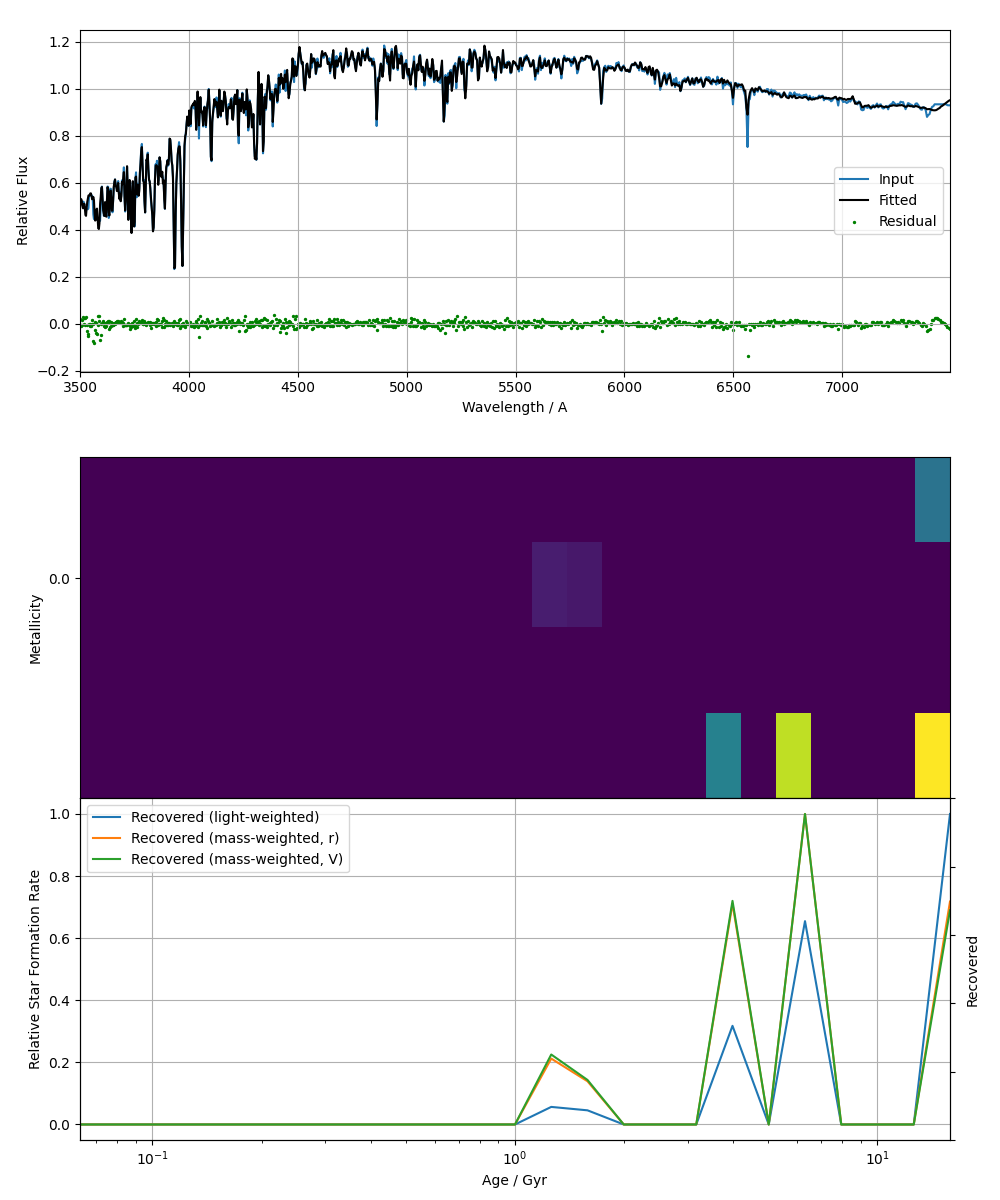 1.2
1.0
0.8
0.6
0.4
0.2
0.0
−0.2
Relative Flux
Input
Fitted
Residual
3500 4000 4500 5000 5500 6000 6500 7000
Wavelength / A
0.0
Metallicity
1.0
0.8
0.6
0.4
0.2
0.0
Relative Star Formation Rate
Recovered (light-weighted)
Recovered (mass-weighted, r)
Recovered (mass-weighted, V)
Recovered
10⁻¹ 10⁰ 10¹
Age / Gyr